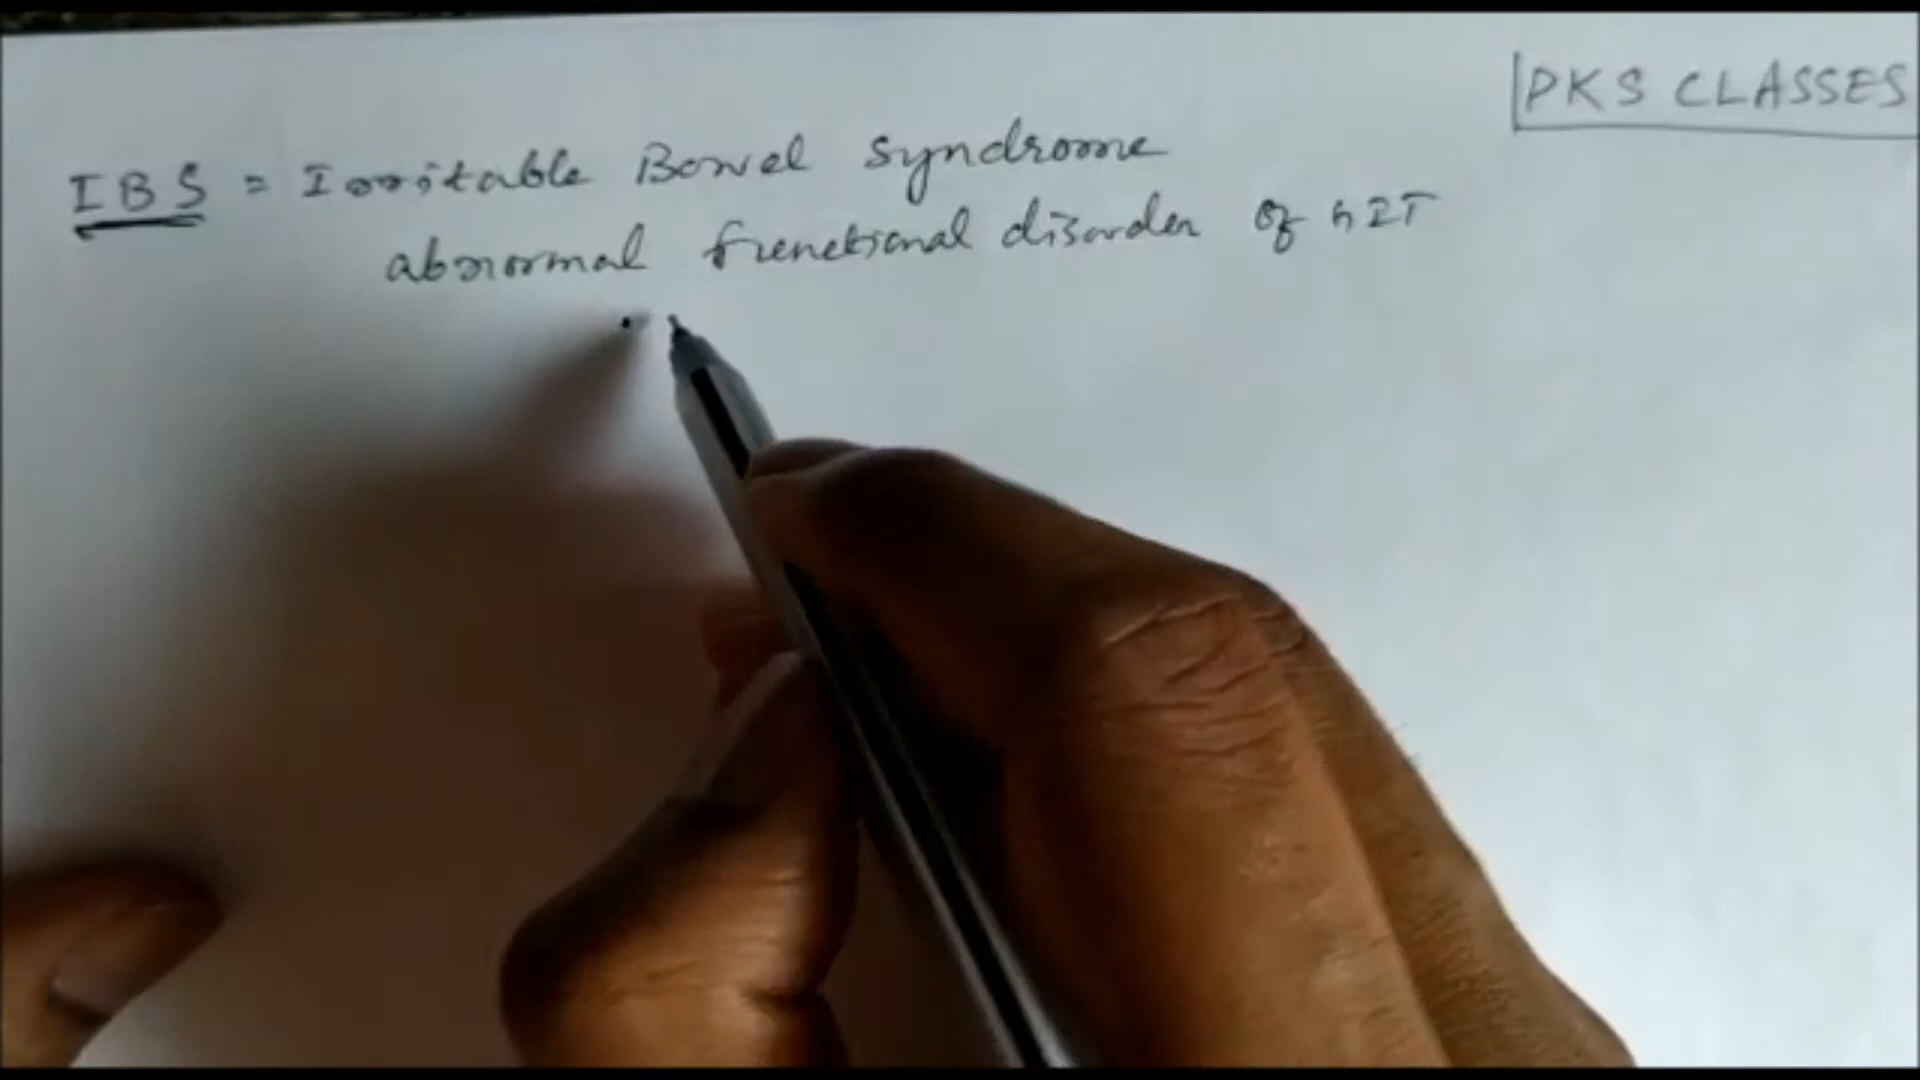 PKS CLASSES
IBS = Irritable Bowel Syndrome
abnormal functional disorder of GIT